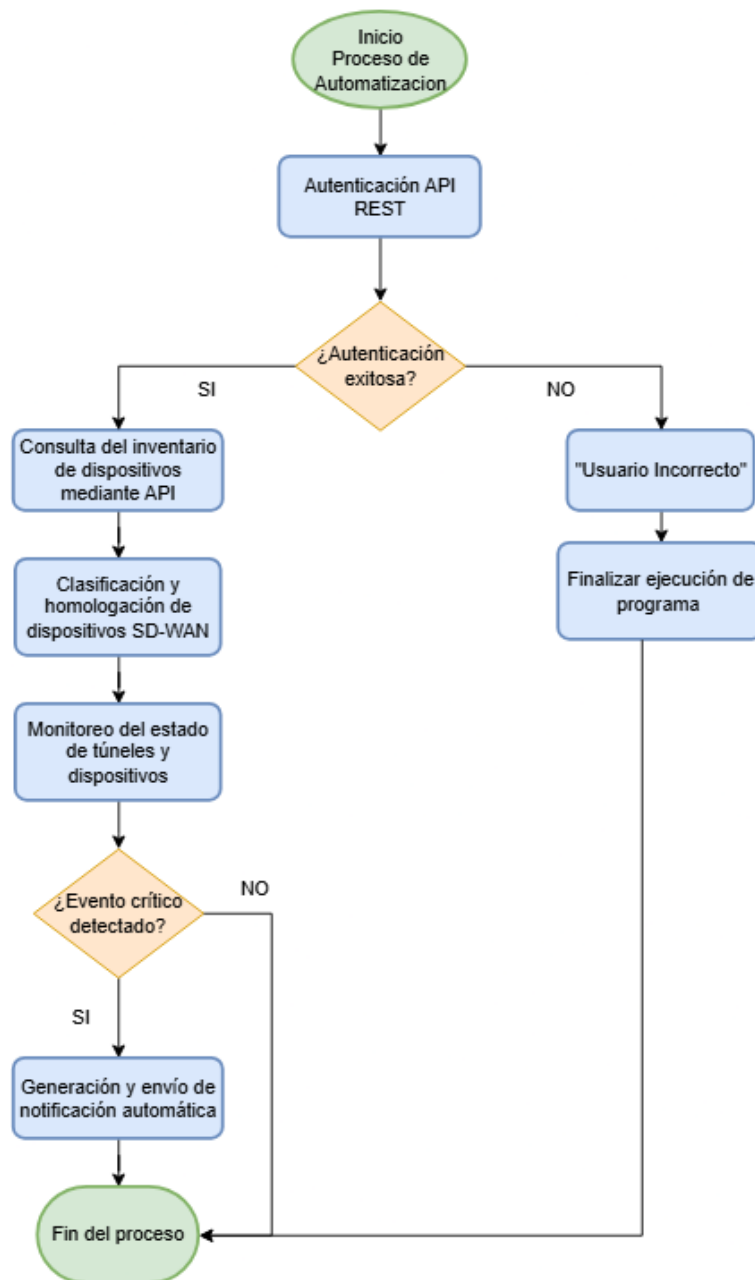 Inicio
Proceso de
Automatizacion
Autenticación API
REST
¿Autenticación
exitosa?
SI
NO
Consulta del inventario
de dispositivos
mediante API
"Usuario Incorrecto"
Clasificación y
homologación de
dispositivos SD-WAN
Finalizar ejecución de
programa
Monitoreo del estado
de túneles y
dispositivos
¿Evento crítico
detectado?
NO
SI
Generación y envío de
notificación automática
Fin del proceso